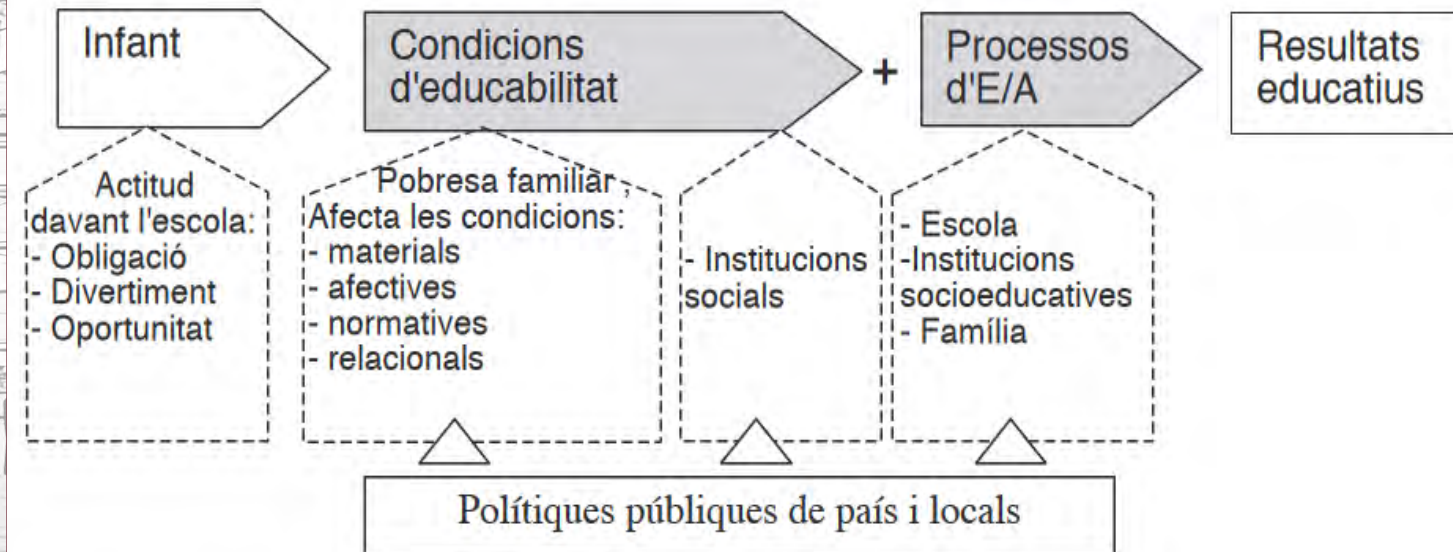 Infant
Condicions
d'educabilitat
+
Processos
d'E/A
Resultats
educatius
Actitud
davant l'escola:
- Obligació
- Divertiment
- Oportunitat
Pobresa familiar,
Afecta les condicions:
- materials
- afectives
- normatives
- relacionals
- Institucions
socials
- Escola
-Institucions
socioeducatives
- Família
Polítiques públiques de país i locals